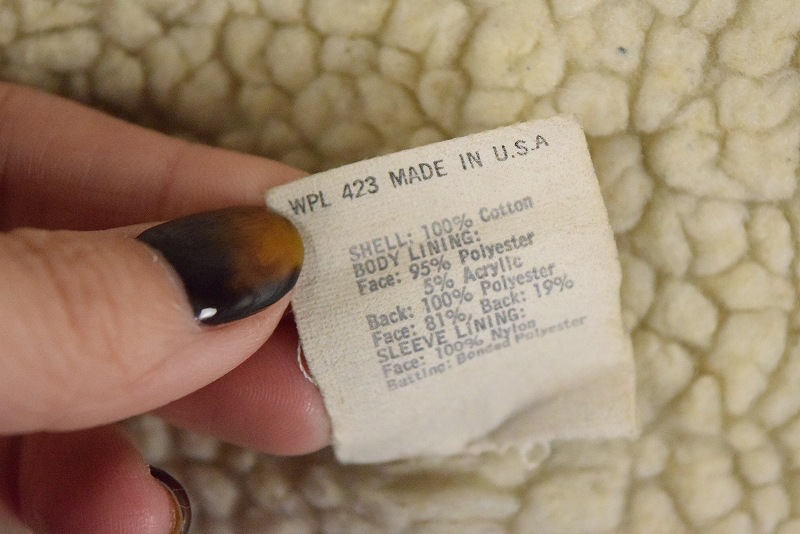 WPL 423 MADE IN U.S.A
SHELL: 100% Cotton
BODY LINING:
Face: 95% Polyester
5% Acrylic
Back: 100% Polyester
Face: 81%, Back: 19%
SLEEVE LINING:
Face: 100% Nylon
Batting: Bonded Polyester